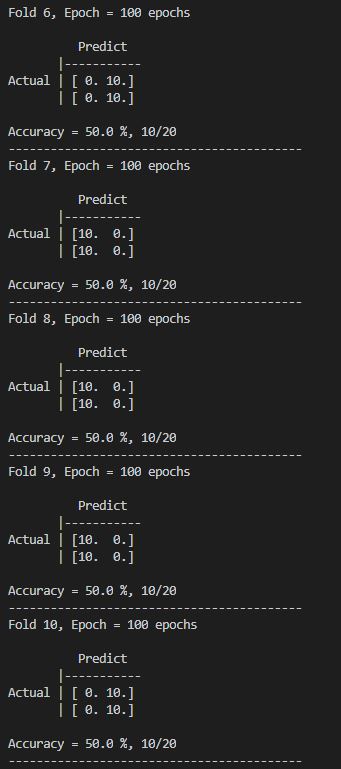 Fold 6, Epoch = 100 epochs
Predict
|-----------
Actual | [ 0. 10.]
| [ 0. 10.]
Accuracy = 50.0 %, 10/20
------------------------------------------
Fold 7, Epoch = 100 epochs
Predict
|-----------
Actual | [10.  0.]
| [10.  0.]
Accuracy = 50.0 %, 10/20
------------------------------------------
Fold 8, Epoch = 100 epochs
Predict
|-----------
Actual | [10.  0.]
| [10.  0.]
Accuracy = 50.0 %, 10/20
------------------------------------------
Fold 9, Epoch = 100 epochs
Predict
|-----------
Actual | [10.  0.]
| [10.  0.]
Accuracy = 50.0 %, 10/20
------------------------------------------
Fold 10, Epoch = 100 epochs
Predict
|-----------
Actual | [ 0. 10.]
| [ 0. 10.]
Accuracy = 50.0 %, 10/20
------------------------------------------